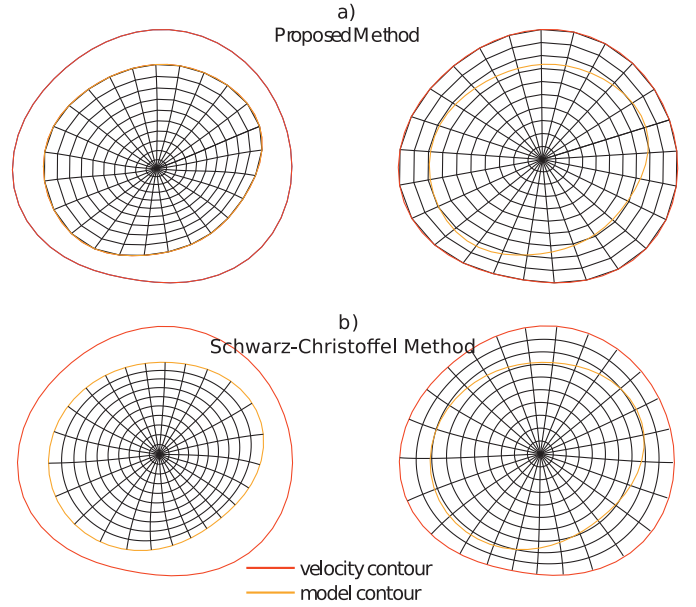 a)
Proposed Method
b)
Schwarz-Christoffel Method
velocity contour
model contour